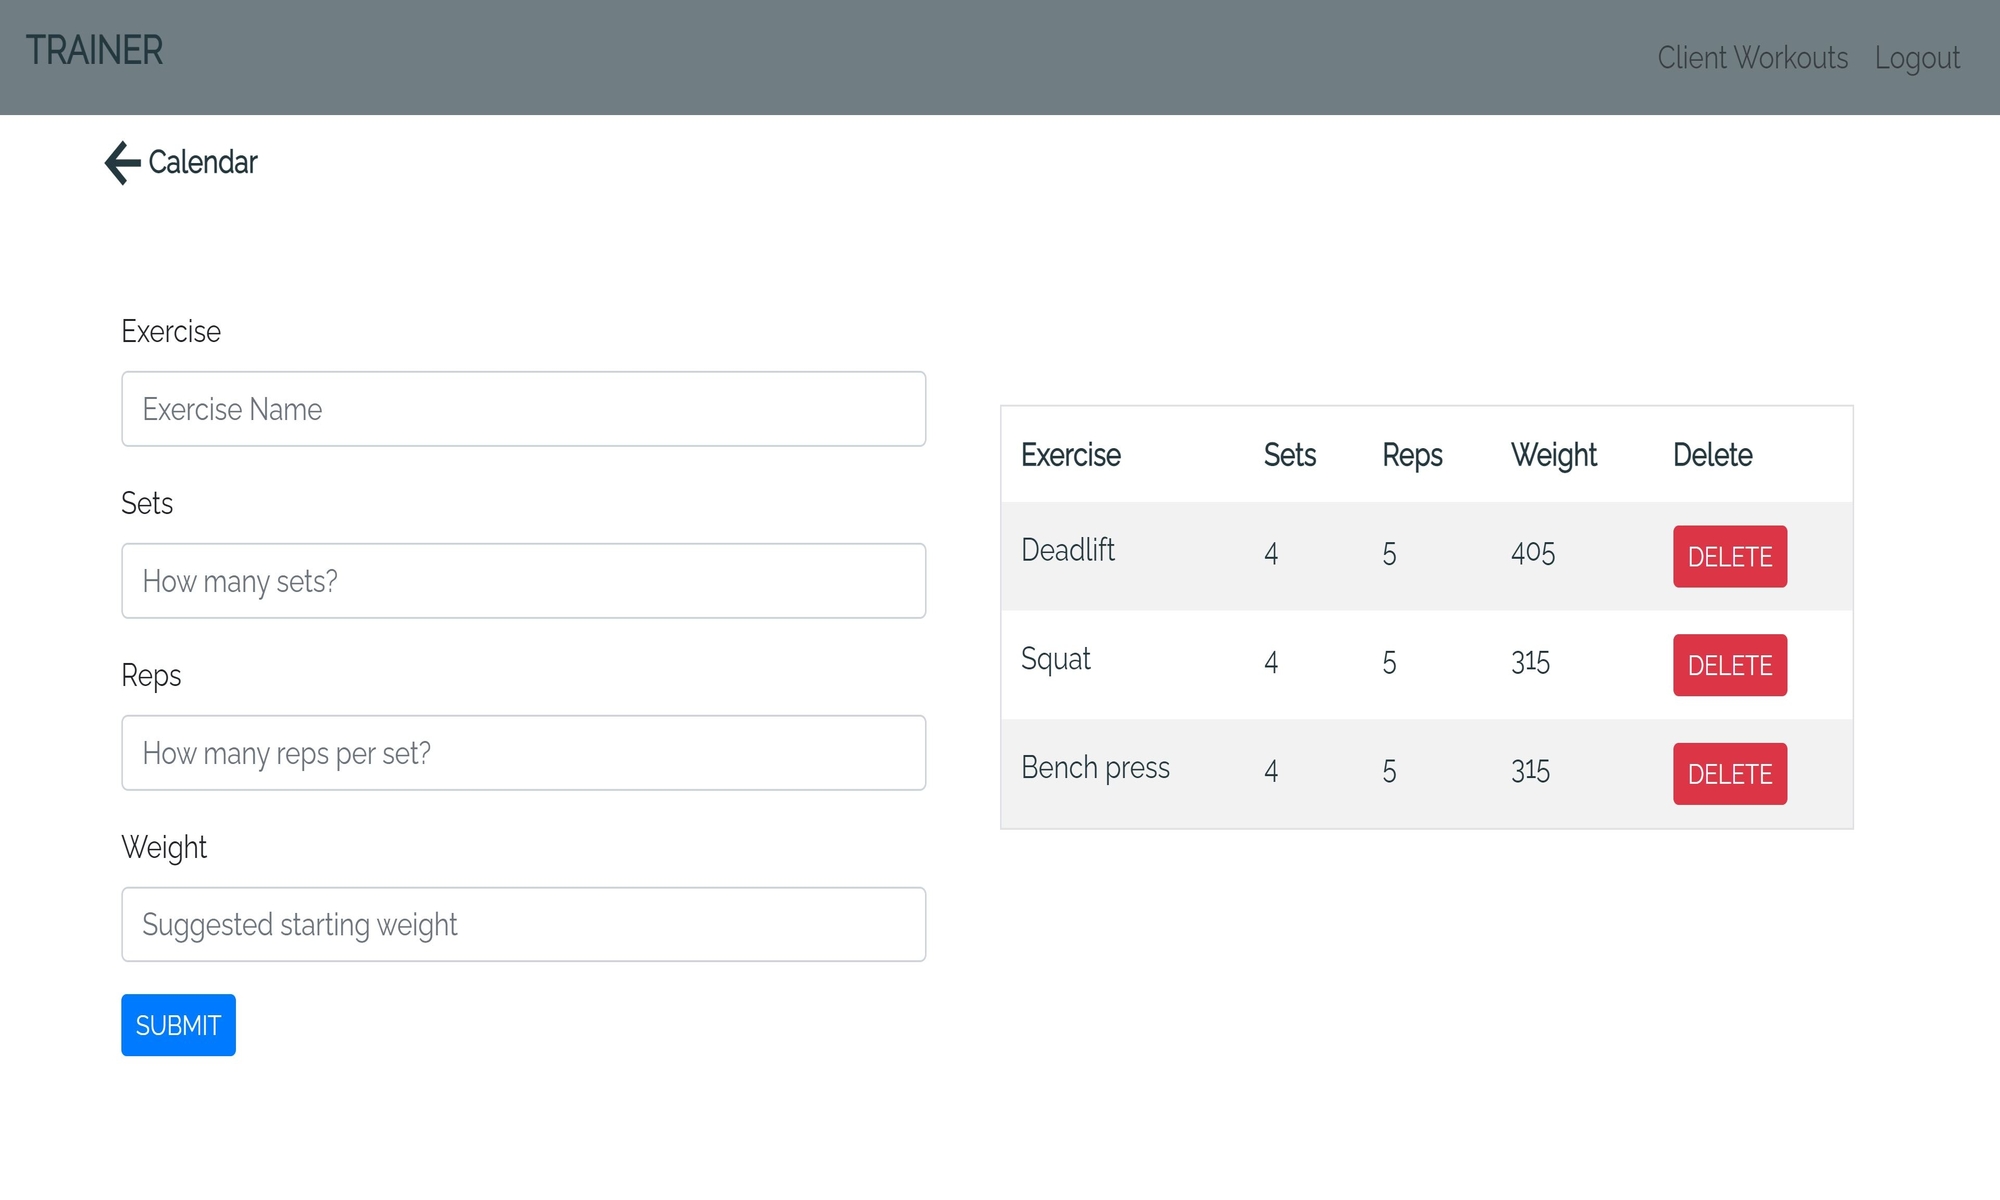 TRAINER
Client Workouts Logout
Calendar
Exercise
Exercise Name
Sets
How many sets?
Reps
How many reps per set?
Weight
Suggested starting weight
SUBMIT
Exercise Sets Reps Weight Delete
Deadlift 4 5 405 DELETE
Squat 4 5 315 DELETE
Bench press 4 5 315 DELETE